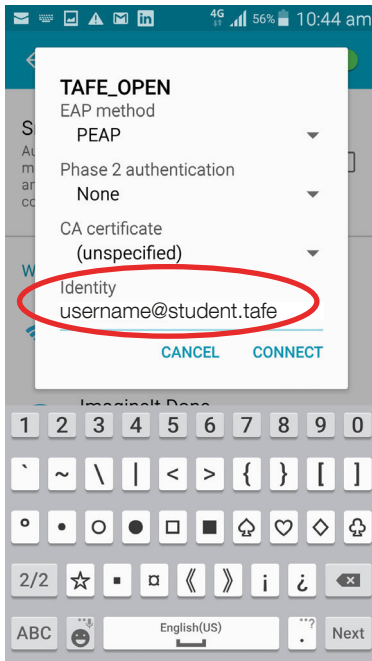 4G 56% 10:44 am
TAFE_OPEN
EAP method
PEAP
Phase 2 authentication
None
CA certificate
(unspecified)
Identity
username@student.tafe
CANCEL CONNECT
1 2 3 4 5 6 7 8 9 0
` ~ \ | < > { } [ ]
° • ○ ● □ ■ ♤ ♡ ◇ ♧
2/2 ☆ ▪ ¤ 《 》 ¡ ¿
ABC English(US) . ...? Next